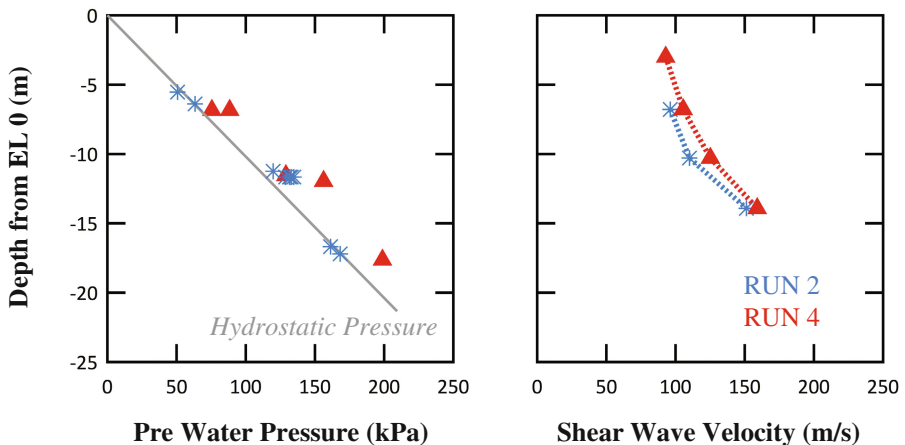 Depth from EL 0 (m)
0
-5
-10
-15
-20
-25
0 50 100 150 200 250
Pre Water Pressure (kPa)
Hydrostatic Pressure
0 50 100 150 200 250
Shear Wave Velocity (m/s)
RUN 2
RUN 4